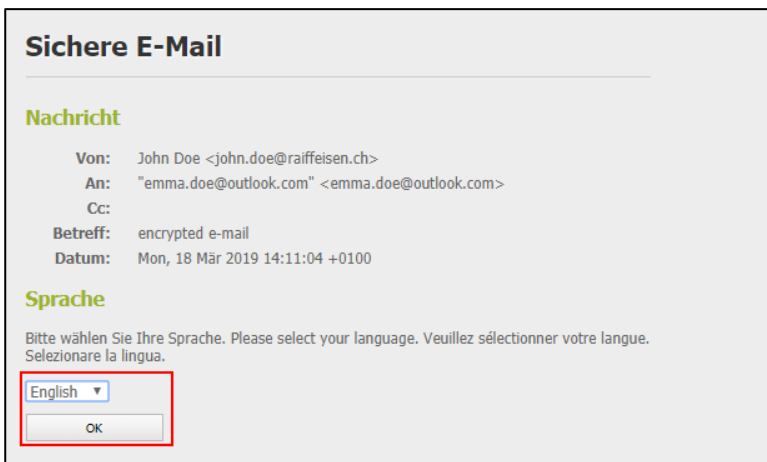 Sichere E-Mail
Nachricht
Von: John Doe <john.doe@raiffeisen.ch>
An: "emma.doe@outlook.com" <emma.doe@outlook.com>
Cc:
Betreff: encrypted e-mail
Datum: Mon, 18 Mär 2019 14:11:04 +0100
Sprache
Bitte wählen Sie Ihre Sprache. Please select your language. Veuillez sélectionner votre langue.
Selezionare la lingua.
English
OK